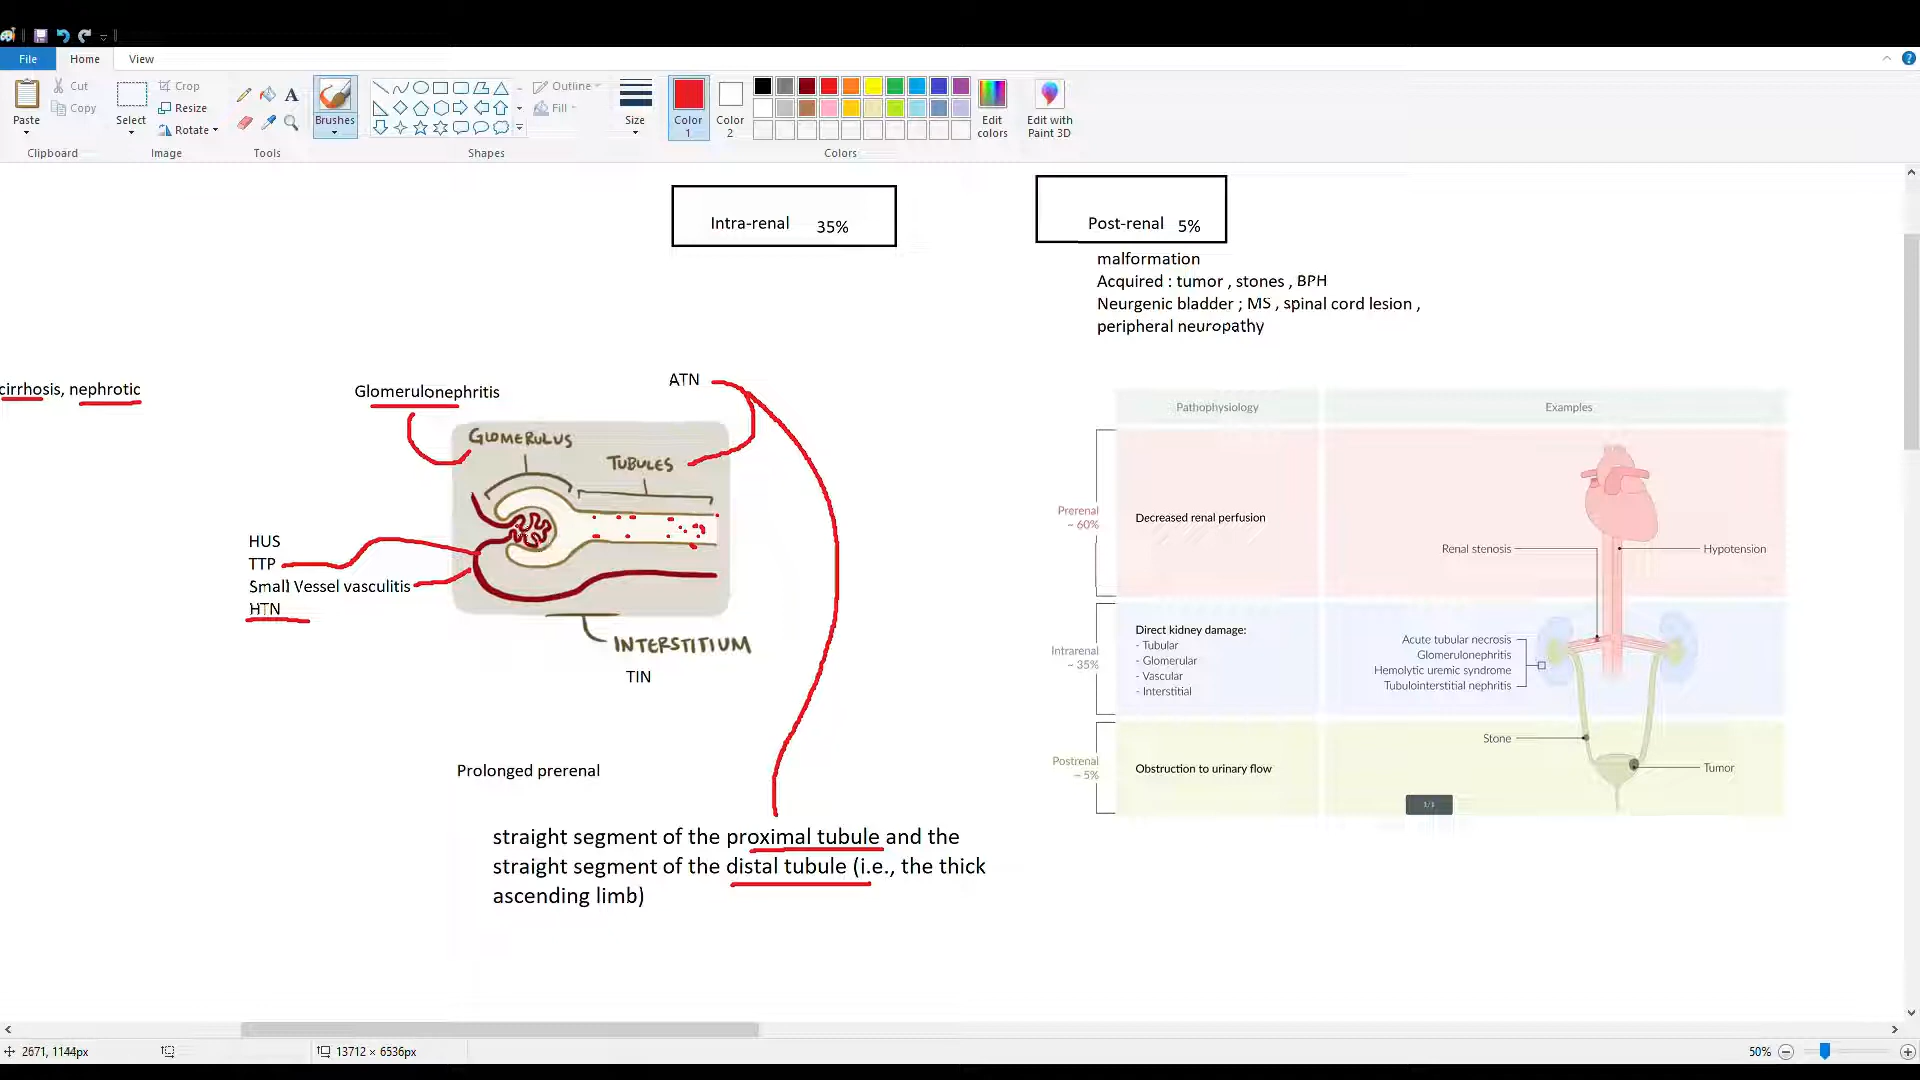 File
Home
View
Paste
Cut
Copy
Clipboard
Select
Crop
Resize
Rotate
Image
Tools
Brushes
Shapes
Outline
Fill
Size
Color 1
Color 2
Colors
Edit colors
Edit with Paint 3D
Intra-renal 35%
Post-renal 5%
malformation
Acquired : tumor , stones , BPH
Neurgenic bladder ; MS , spinal cord lesion ,
peripheral neuropathy
cirrhosis, nephrotic
Glomerulonephritis
ATN
GLOMERULUS
TUBULES
HUS
TTP
Small Vessel vasculitis
HTN
INTERSTITIUM
TIN
Prolonged prerenal
straight segment of the proximal tubule and the
straight segment of the distal tubule (i.e., the thick
ascending limb)
Pathophysiology
Examples
Prerenal
~ 60%
Decreased renal perfusion
Renal stenosis
Hypotension
Intrarenal
~ 35%
Direct kidney damage:
- Tubular
- Glomerular
- Vascular
- Interstitial
Acute tubular necrosis
Glomerulonephritis
Hemolytic uremic syndrome
Tubulointerstitial nephritis
Postrenal
~ 5%
Obstruction to urinary flow
Stone
Tumor
1/1
2671, 1144px
13712 × 6536px
50%